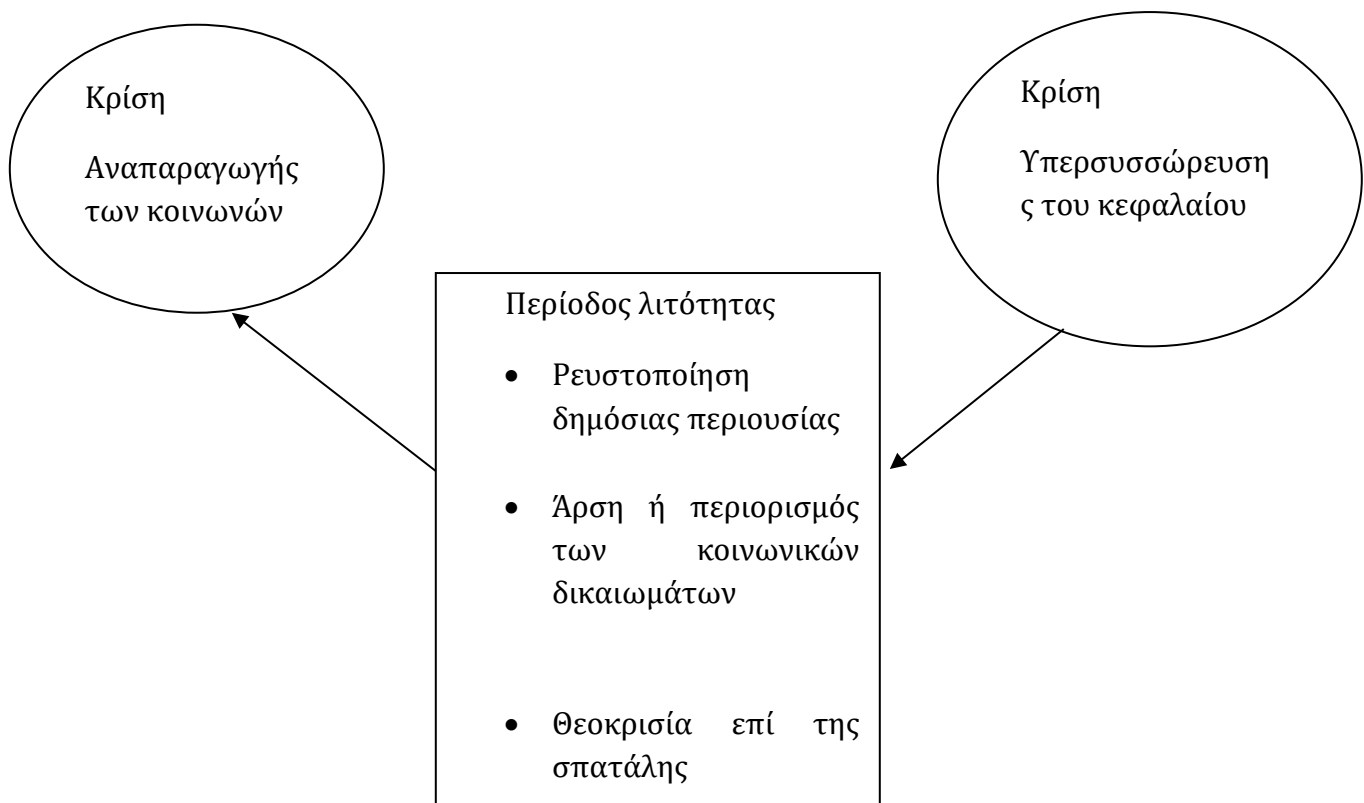 Κρίση
Αναπαραγωγής
των κοινωνών
Κρίση
Υπερσυσσώρευση
ς του κεφαλαίου
Περίοδος λιτότητας
• Ρευστοποίηση
δημόσιας περιουσίας
• Άρση ή περιορισμός
των κοινωνικών
δικαιωμάτων
• Θεοκρισία επί της
σπατάλης